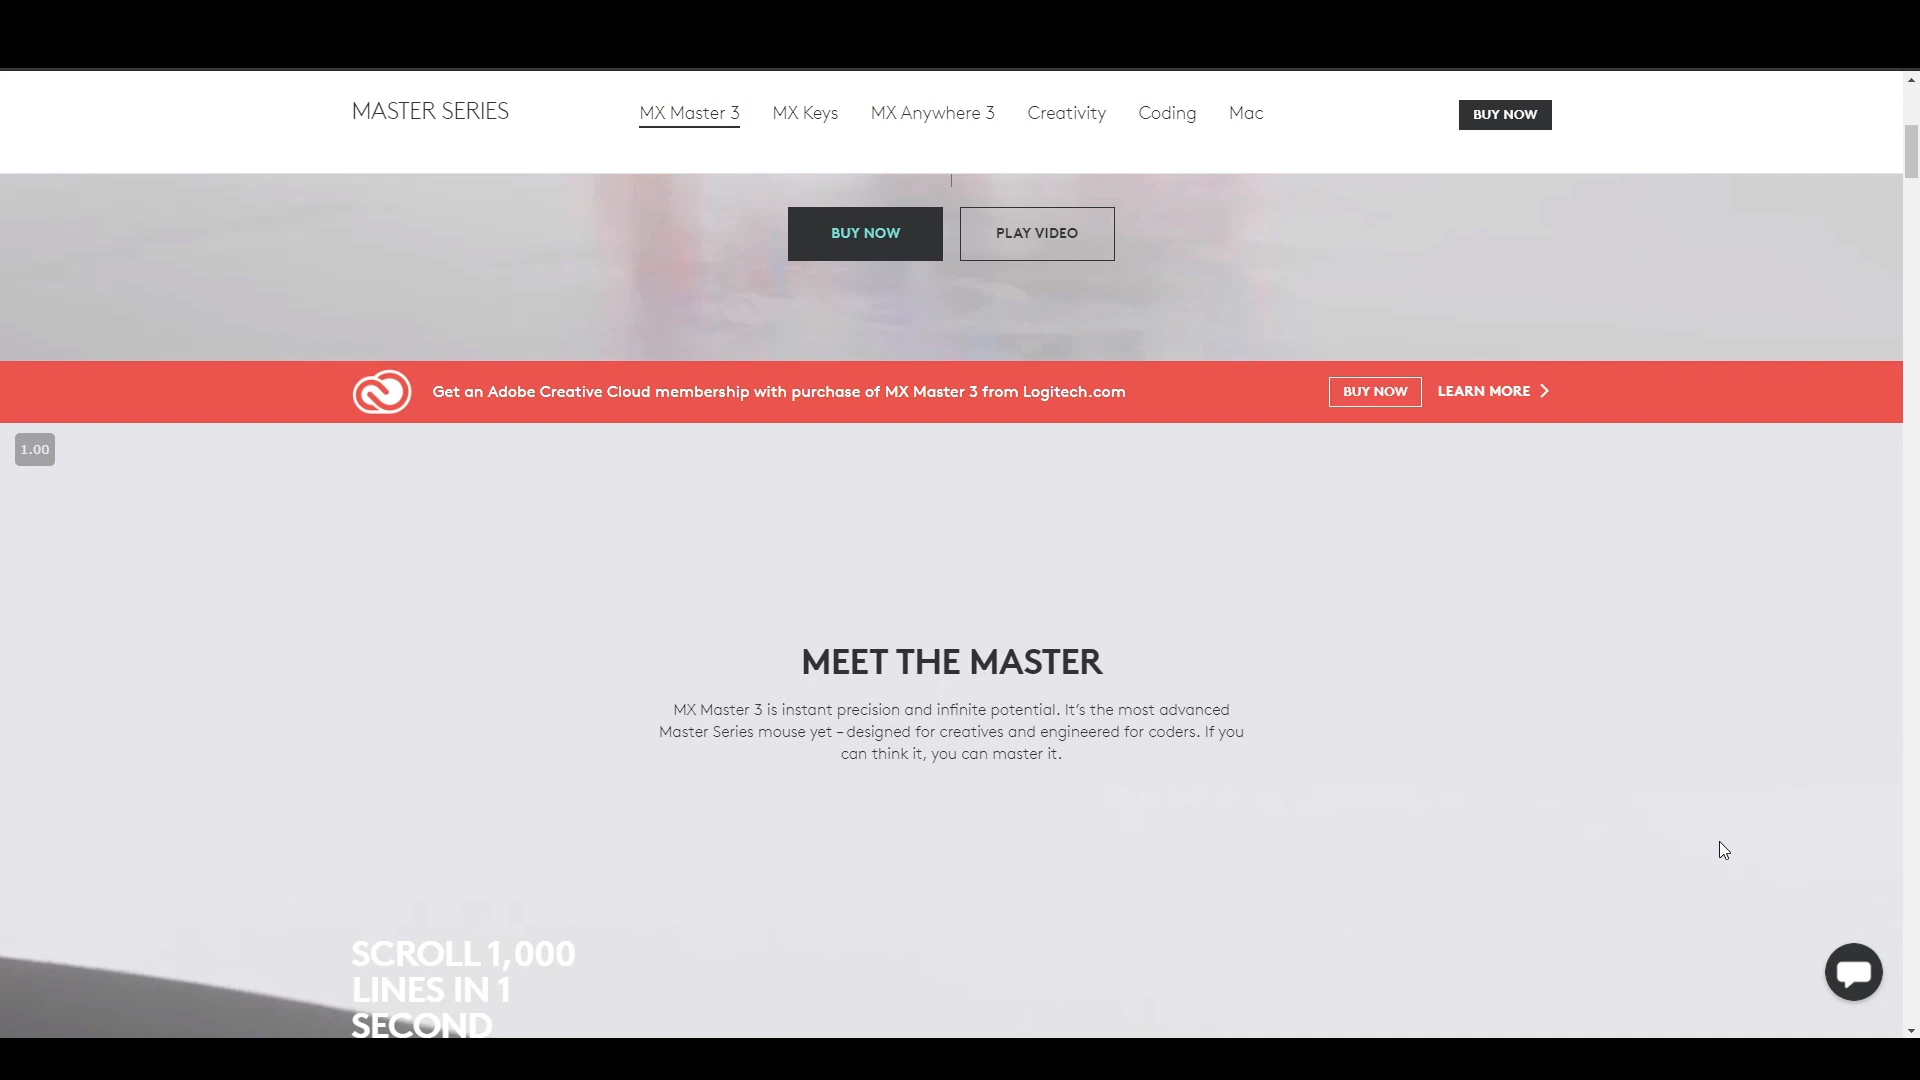 MASTER SERIES
MX Master 3
MX Keys
MX Anywhere 3
Creativity
Coding
Mac
BUY NOW
BUY NOW
PLAY VIDEO
Get an Adobe Creative Cloud membership with purchase of MX Master 3 from Logitech.com
BUY NOW
LEARN MORE
1.00
MEET THE MASTER
MX Master 3 is instant precision and infinite potential. It’s the most advanced
Master Series mouse yet – designed for creatives and engineered for coders. If you
can think it, you can master it.
SCROLL 1,000
LINES IN 1
SECOND